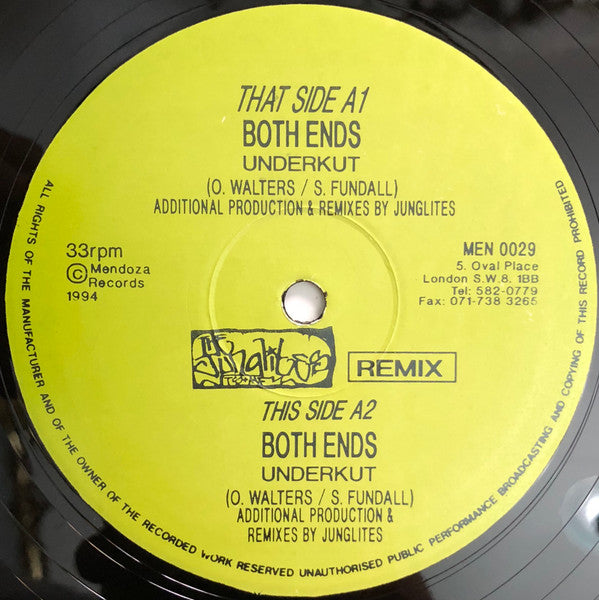 THAT SIDE A1
BOTH ENDS
UNDERKUT
(O. WALTERS / S. FUNDALL)
ADDITIONAL PRODUCTION & REMIXES BY JUNGLITES
33rpm
© Mendoza
Records
1994
MEN 0029
5. Oval Place
London S.W.8. 1BB
Tel: 582-0779
Fax: 071-738 3265
Junglites
REMIX
THIS SIDE A2
BOTH ENDS
UNDERKUT
(O. WALTERS / S. FUNDALL)
ADDITIONAL PRODUCTION &
REMIXES BY JUNGLITES
ALL RIGHTS OF THE MANUFACTURER AND OF THE OWNER OF THE RECORDED WORK RESERVED UNAUTHORISED PUBLIC PERFORMANCE BROADCASTING AND COPYING OF THIS RECORD PROHIBITED